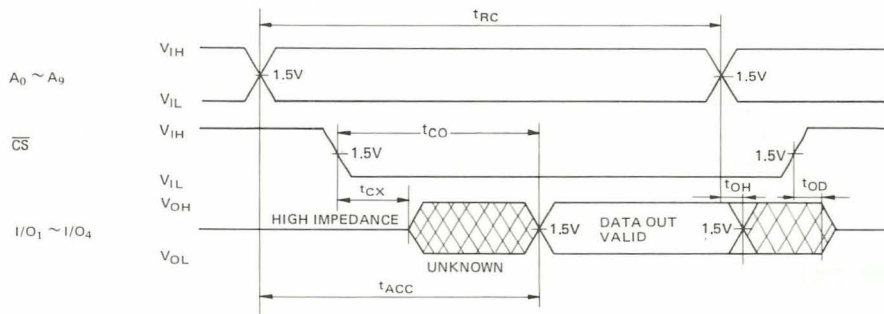 tRC
VIH
A0 ~ A9
1.5V
1.5V
VIL
VIH
CS
tCO
1.5V
1.5V
VIL
tCX
tOH
tOD
VOH
HIGH IMPEDANCE
I/O1 ~ I/O4
1.5V
DATA OUT
VALID
1.5V
VOL
UNKNOWN
tACC